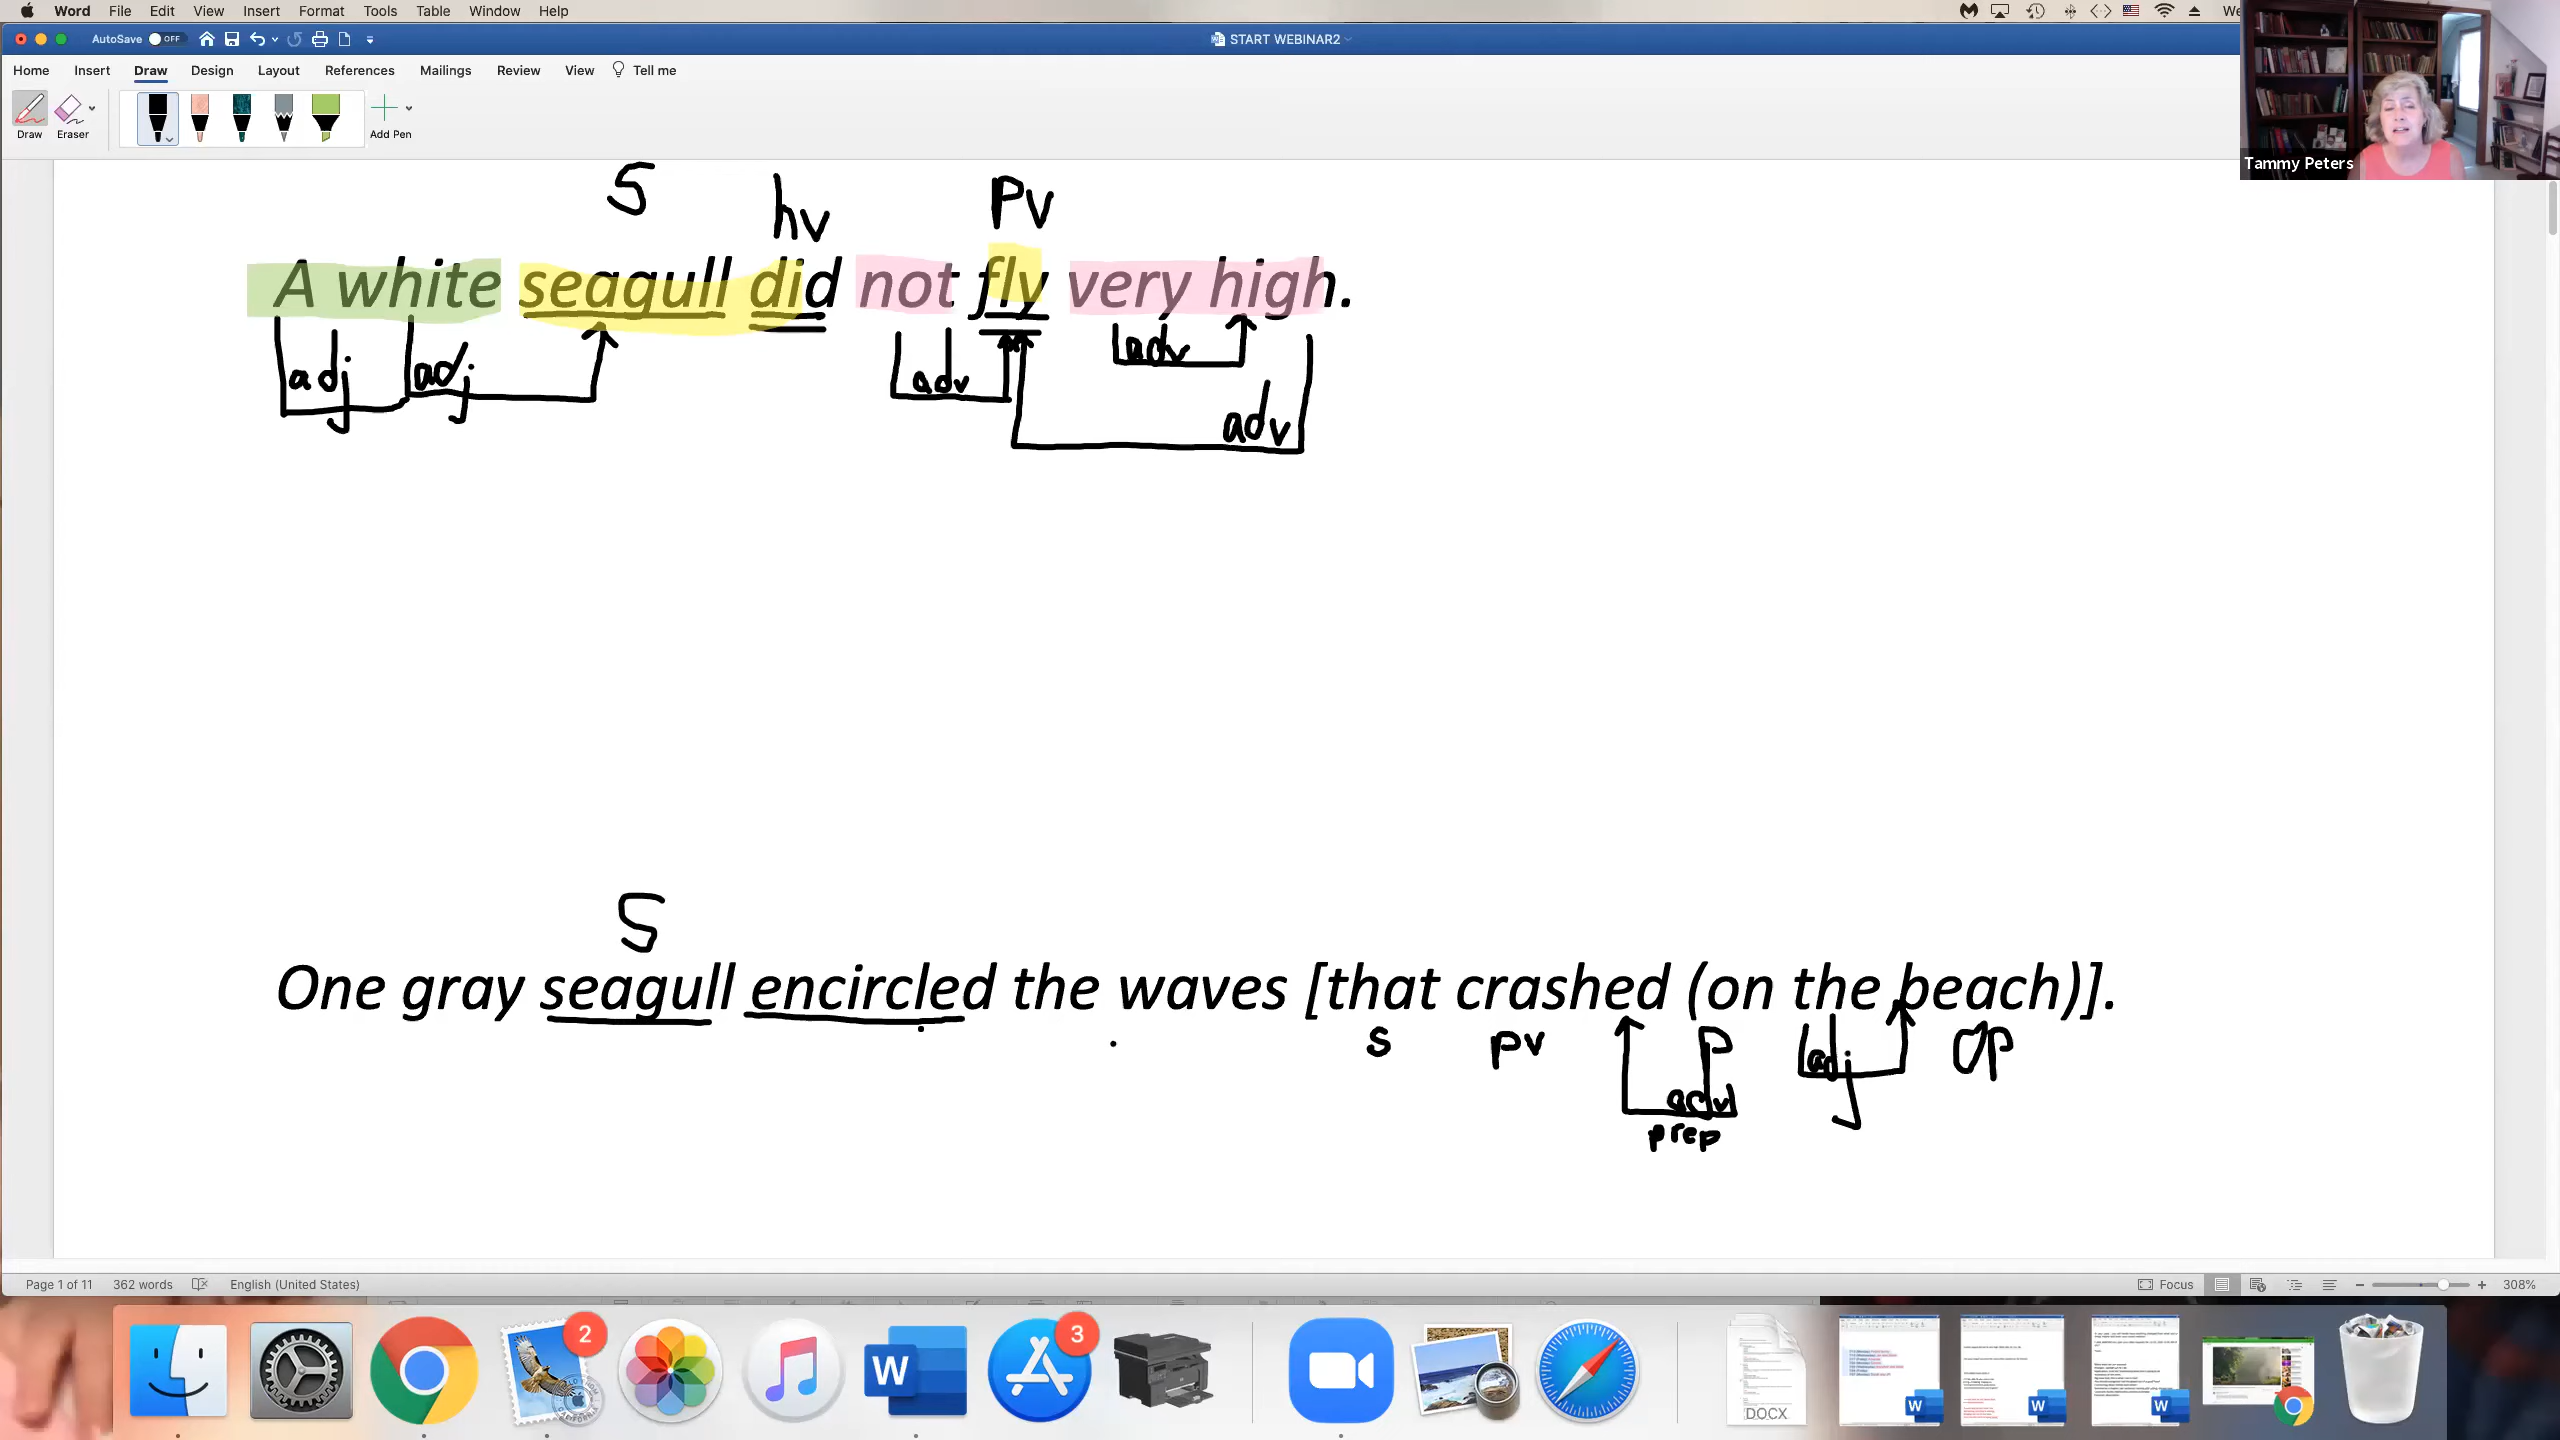 Word File Edit View Insert Format Tools Table Window Help We
AutoSave OFF START WEBINAR2
Home Insert Draw Design Layout References Mailings Review View Tell me
Draw Eraser Add Pen
Tammy Peters
S hv PV
A white seagull did not fly very high.
adj adj adv adv
adv
S
One gray seagull encircled the waves [that crashed (on the beach)].
s pv P adj OP
adv
prep
Page 1 of 11 362 words English (United States) Focus 308%
2 3
W DOCX W W W